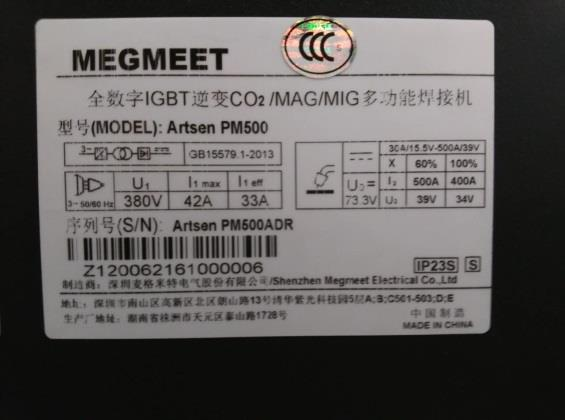 MEGMEET
CCC S
全数字IGBT逆变CO₂/MAG/MIG多功能焊接机
型号(MODEL): Artsen PM500
3~ GB15579.1-2013
30A/15.5V-500A/39V
X 60% 100%
U₀= 73.3V
I₂ 500A 400A
U₂ 39V 34V
3~50/60 Hz
U₁ I₁ max I₁ eff
380V 42A 33A
序列号(S/N): Artsen PM500ADR
Z120062161000006
IP23S S
制造商: 深圳麦格米特电气股份有限公司/Shenzhen Megmeet Electrical Co.,Ltd
地址: 深圳市南山区高新区北区朗山路13号清华紫光科技园5层A;B;C501-503;D;E
生产厂地址: 湖南省株洲市天元区泰山路1728号
中国制造
MADE IN CHINA